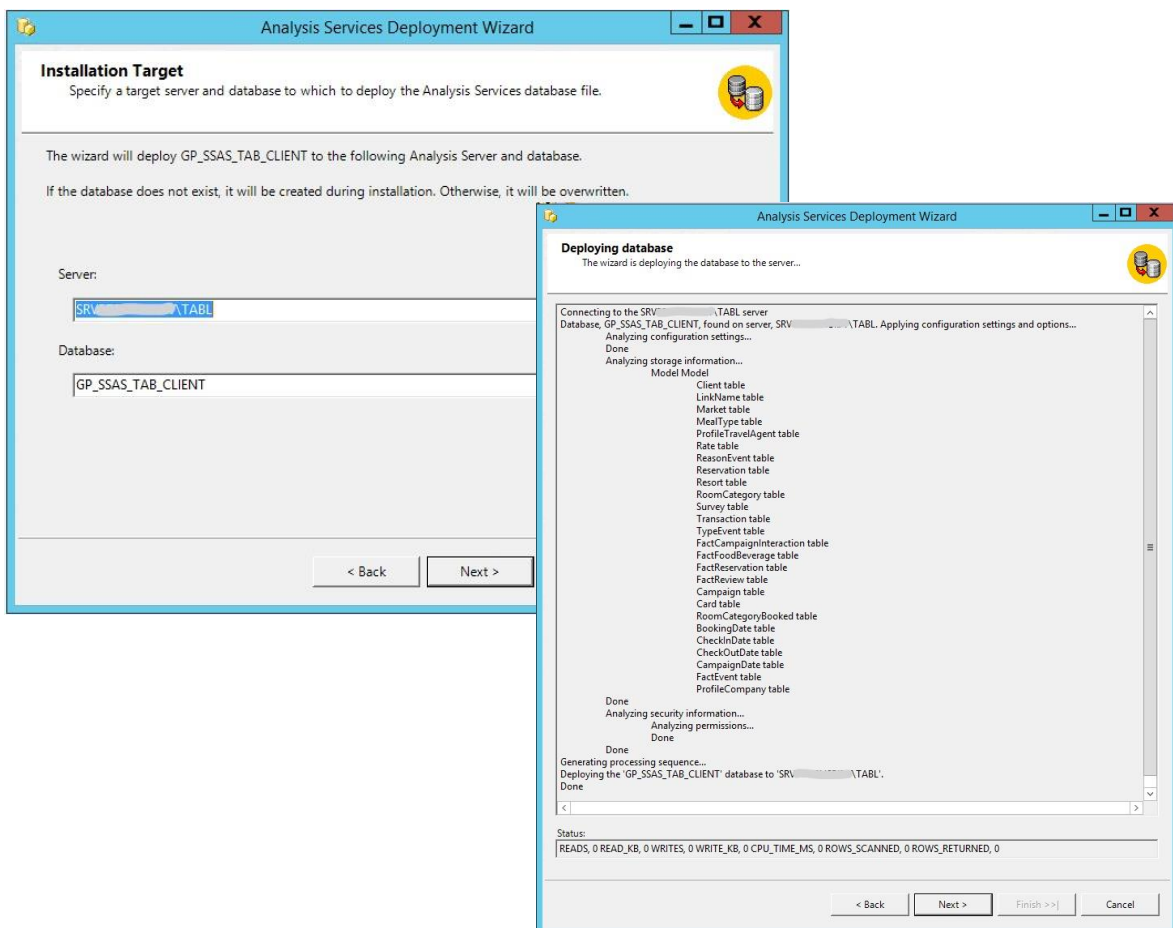 Analysis Services Deployment Wizard
Installation Target
Specify a target server and database to which to deploy the Analysis Services database file.
The wizard will deploy GP_SSAS_TAB_CLIENT to the following Analysis Server and database.
If the database does not exist, it will be created during installation. Otherwise, it will be overwritten.
Server:
SRV \TABL
Database:
GP_SSAS_TAB_CLIENT
< Back
Next >
Analysis Services Deployment Wizard
Deploying database
The wizard is deploying the database to the server...
Connecting to the SRV \TABL server
Database, GP_SSAS_TAB_CLIENT, found on server, SRV \TABL. Applying configuration settings and options...
Analyzing configuration settings...
Done
Analyzing storage information...
Model Model
Client table
LinkName table
Market table
MealType table
ProfileTravelAgent table
Rate table
ReasonEvent table
Reservation table
Resort table
RoomCategory table
Survey table
Transaction table
TypeEvent table
FactCampaignInteraction table
FactFoodBeverage table
FactReservation table
FactReview table
Campaign table
Card table
RoomCategoryBooked table
BookingDate table
CheckInDate table
CheckOutDate table
CampaignDate table
FactEvent table
ProfileCompany table
Done
Analyzing security information...
Analyzing permissions...
Done
Done
Generating processing sequence...
Deploying the 'GP_SSAS_TAB_CLIENT' database to 'SRV \TABL'.
Done
Status:
READS, 0 READ_KB, 0 WRITES, 0 WRITE_KB, 0 CPU_TIME_MS, 0 ROWS_SCANNED, 0 ROWS_RETURNED, 0
< Back
Next >
Finish >>|
Cancel